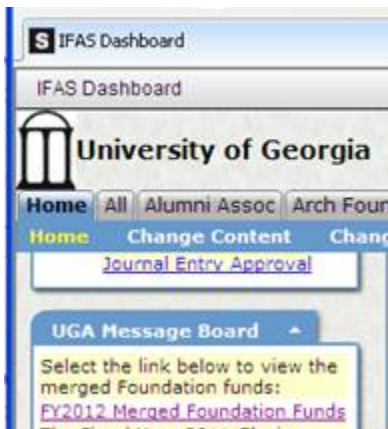 S IFAS Dashboard
IFAS Dashboard
University of Georgia
Home All Alumni Assoc Arch Foun
Home Change Content Chang
Journal Entry Approval
UGA Message Board
Select the link below to view the
merged Foundation funds:
FY2012 Merged Foundation Funds